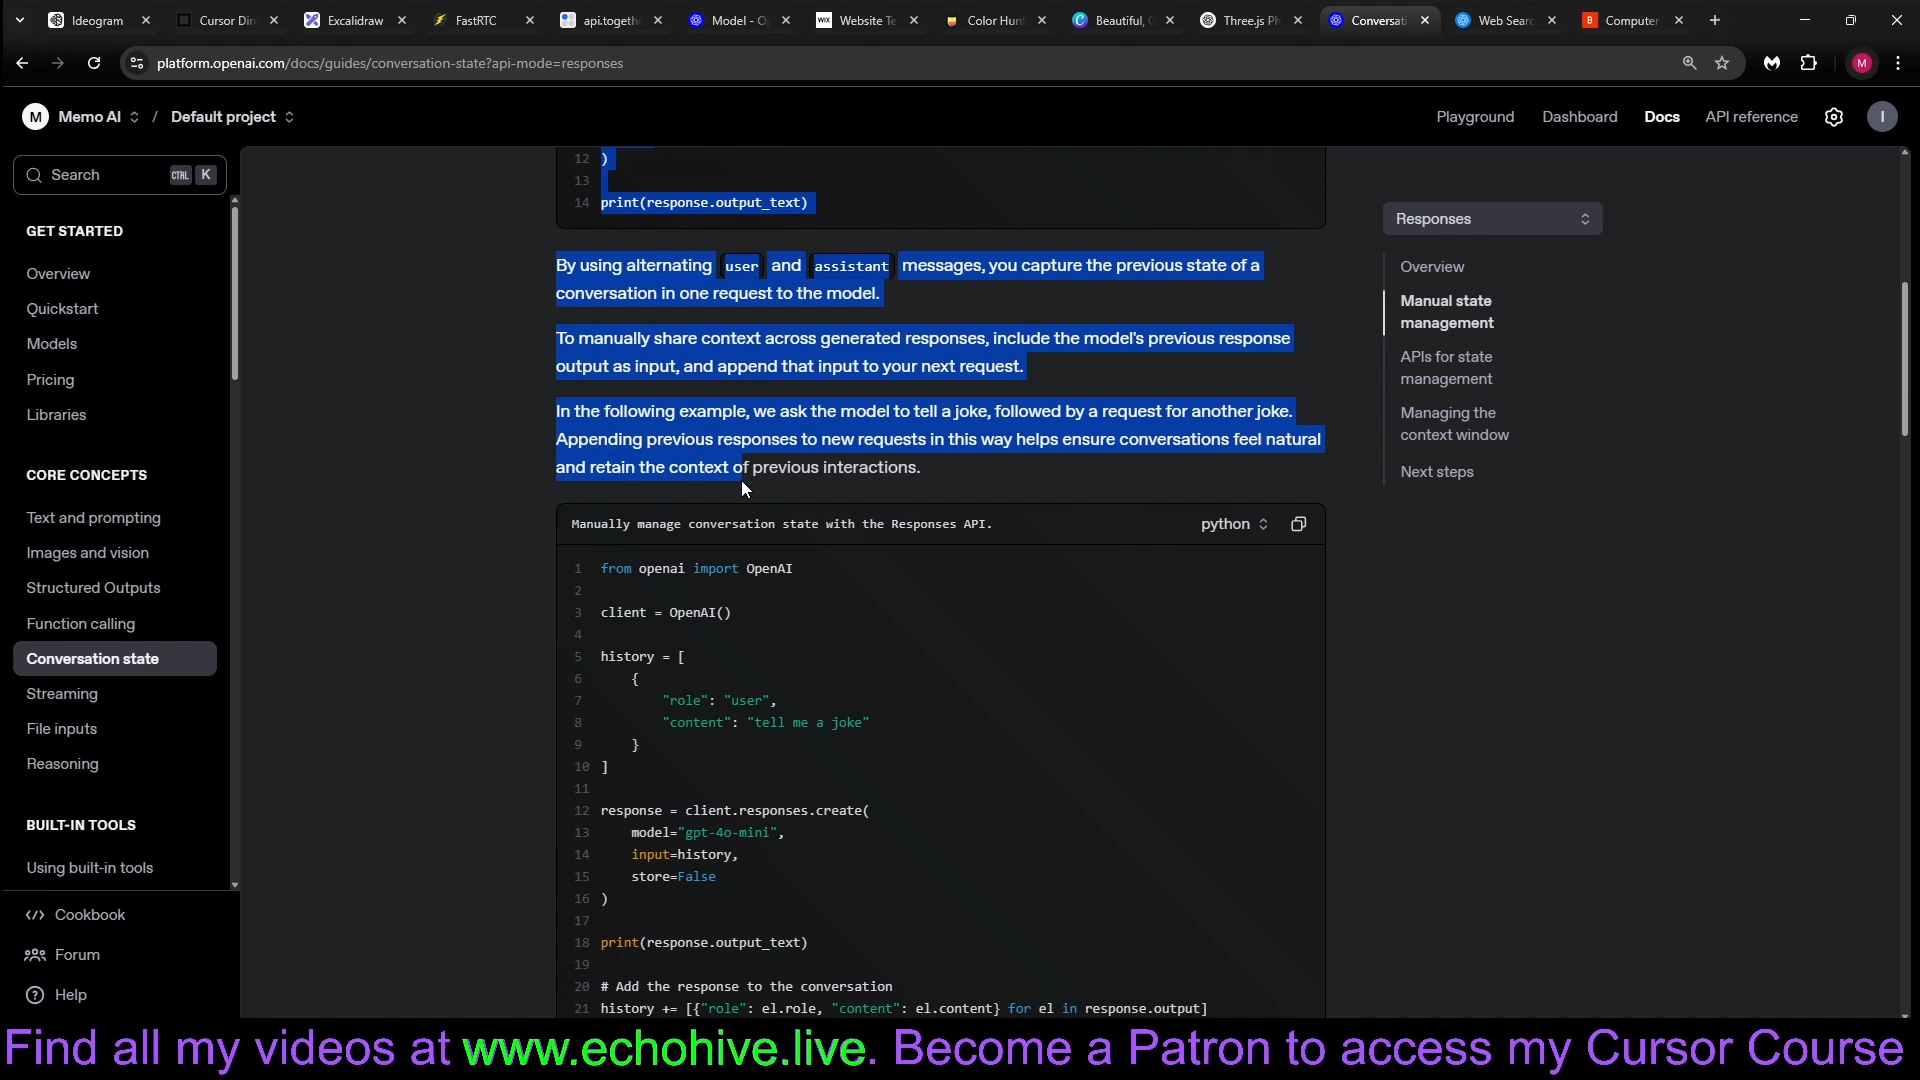 Ideogram
Cursor Dir
Excalidraw
FastRTC
api.togeth
Model - O
Website Te
Color Hun
Beautiful, C
Three.js Ph
Conversati
Web Searc
Computer
platform.openai.com/docs/guides/conversation-state?api-mode=responses
M
M Memo AI / Default project
Playground Dashboard Docs API reference I
Search CTRL K
GET STARTED
Overview
Quickstart
Models
Pricing
Libraries
CORE CONCEPTS
Text and prompting
Images and vision
Structured Outputs
Function calling
Conversation state
Streaming
File inputs
Reasoning
BUILT-IN TOOLS
Using built-in tools
Cookbook
Forum
Help
12 )
13
14 print(response.output_text)
By using alternating user and assistant messages, you capture the previous state of a
conversation in one request to the model.
To manually share context across generated responses, include the model's previous response
output as input, and append that input to your next request.
In the following example, we ask the model to tell a joke, followed by a request for another joke.
Appending previous responses to new requests in this way helps ensure conversations feel natural
and retain the context of previous interactions.
Manually manage conversation state with the Responses API. python
1 from openai import OpenAI
2
3 client = OpenAI()
4
5 history = [
6 {
7 "role": "user",
8 "content": "tell me a joke"
9 }
10 ]
11
12 response = client.responses.create(
13 model="gpt-4o-mini",
14 input=history,
15 store=False
16 )
17
18 print(response.output_text)
19
20 # Add the response to the conversation
21 history += [{"role": el.role, "content": el.content} for el in response.output]
Responses
Overview
Manual state
management
APIs for state
management
Managing the
context window
Next steps
Find all my videos at www.echohive.live. Become a Patron to access my Cursor Course